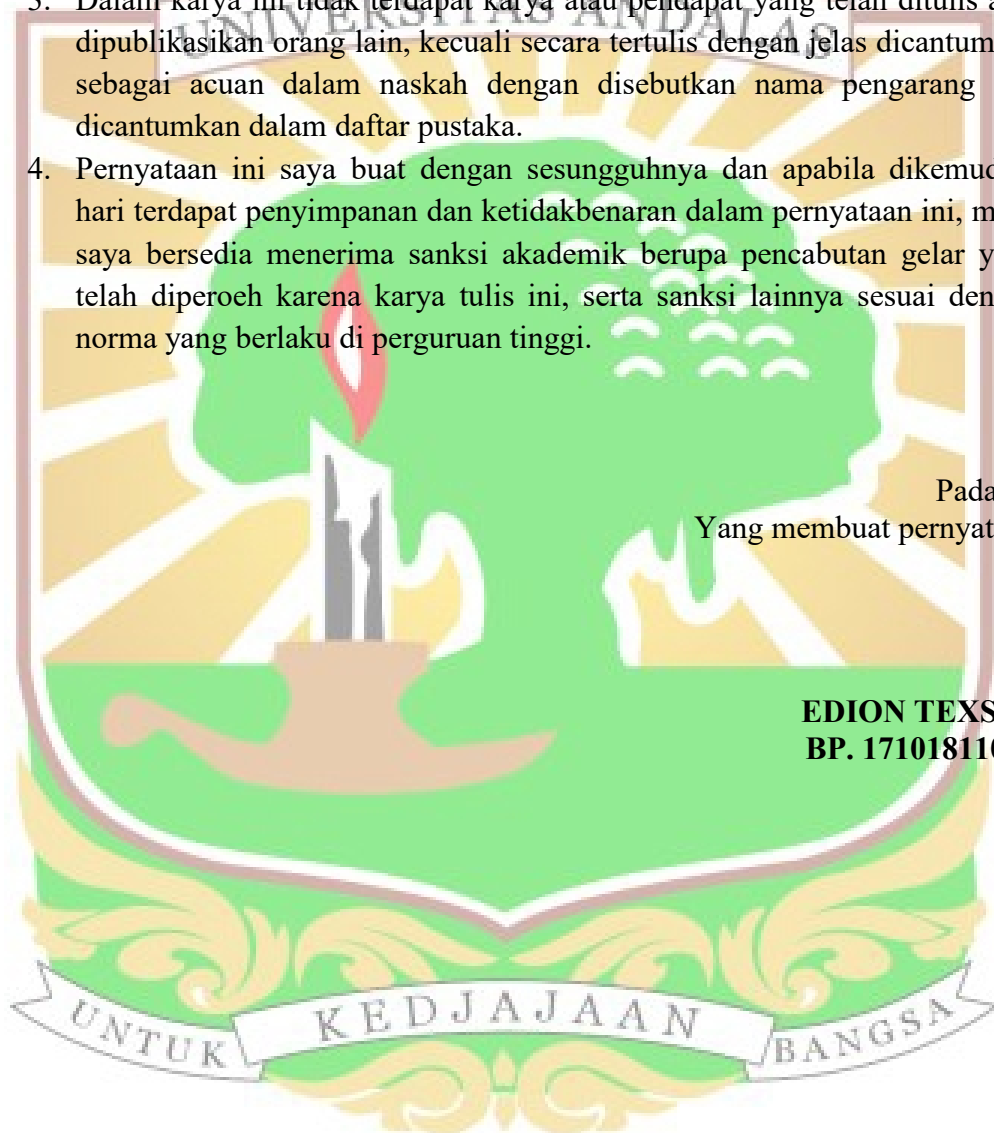 3. Dalam karya ini tidak terdapat karya atau pendapat yang telah ditulis a
UNIVERSITAS ANDALAS
dipublikasikan orang lain, kecuali secara tertulis dengan jelas dicantum
sebagai acuan dalam naskah dengan disebutkan nama pengarang
dicantumkan dalam daftar pustaka.
4. Pernyataan ini saya buat dengan sesungguhnya dan apabila dikemud
hari terdapat penyimpanan dan ketidakbenaran dalam pernyataan ini, m
saya bersedia menerima sanksi akademik berupa pencabutan gelar y
telah diperoeh karena karya tulis ini, serta sanksi lainnya sesuai den
norma yang berlaku di perguruan tinggi.
Pada
Yang membuat pernyat
EDION TEXS
BP. 17101811
UNTUK KEDJAJAAN BANGSA